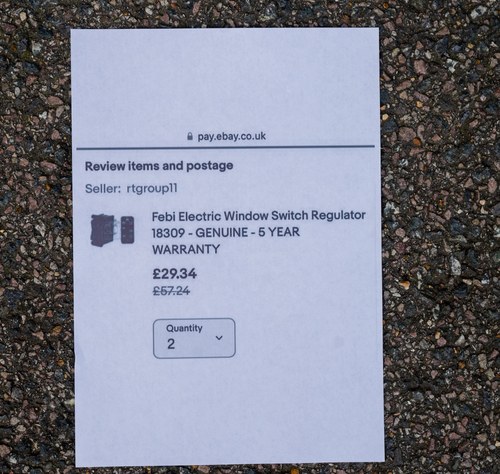 pay.ebay.co.uk
Review items and postage
Seller: rtgroup11
Febi Electric Window Switch Regulator
18309 - GENUINE - 5 YEAR
WARRANTY
£29.34
£57.24
Quantity
2